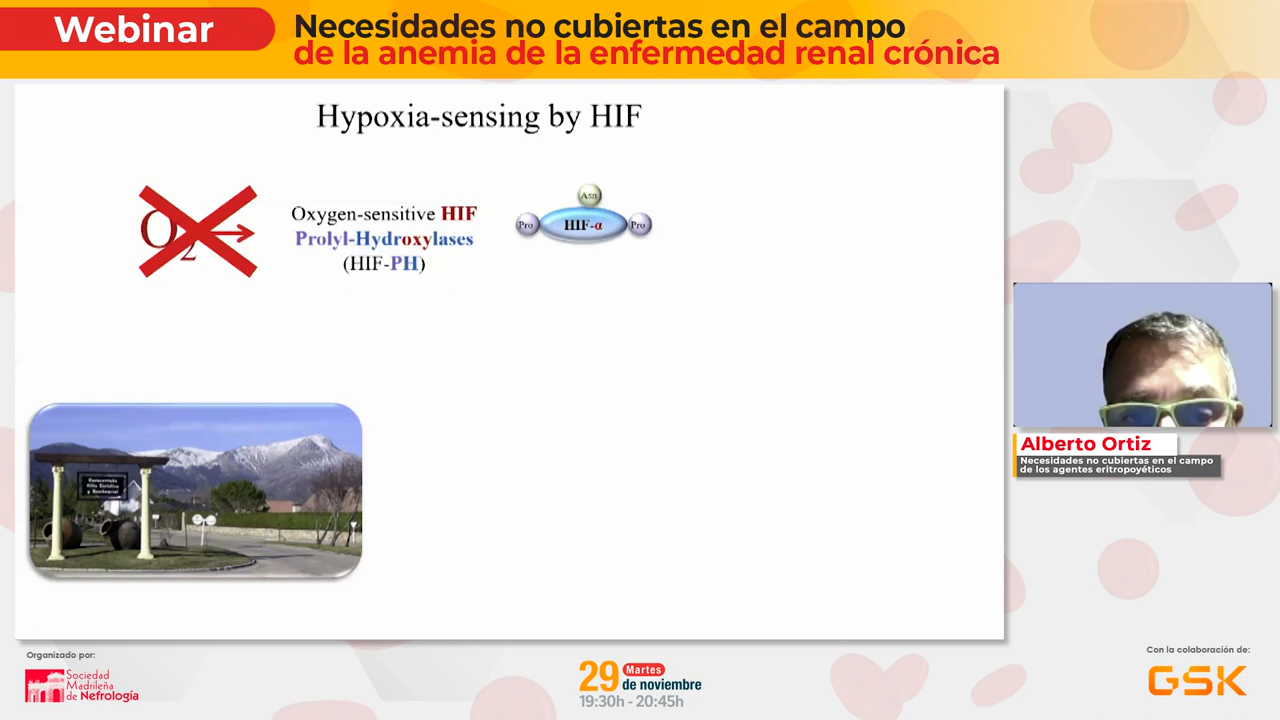 Webinar
Necesidades no cubiertas en el campo
de la anemia de la enfermedad renal crónica
Hypoxia-sensing by HIF
O2
Oxygen-sensitive HIF
Prolyl-Hydroxylases
(HIF-PH)
Asn
Pro
HIF-α
Pro
Alberto Ortiz
Necesidades no cubiertas en el campo
de los agentes eritropoyéticos
Organizado por:
Sociedad
Madrileña
de Nefrología
29
Martes
de noviembre
19:30h - 20:45h
Con la colaboración de:
GSK